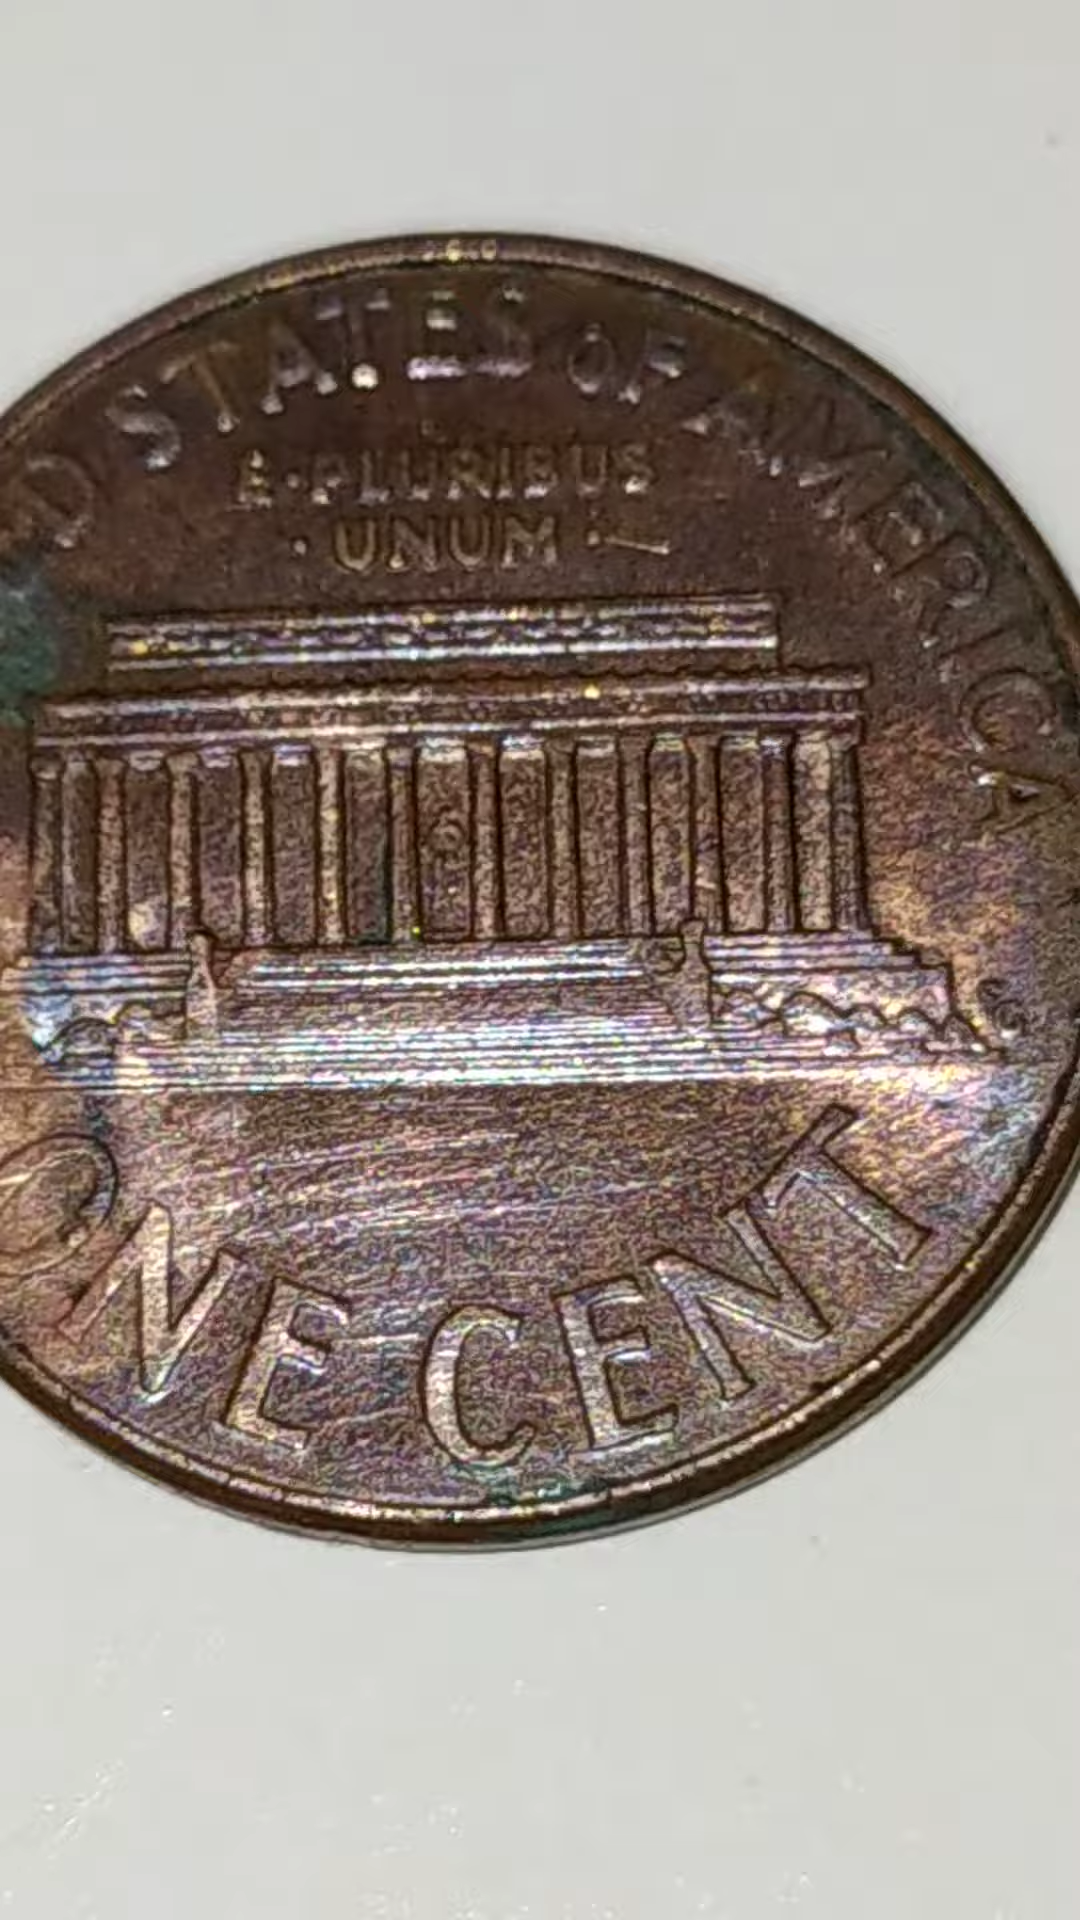 D STATES OF AMERICA
E·PLURIBUS
·UNUM·
ONE CENT